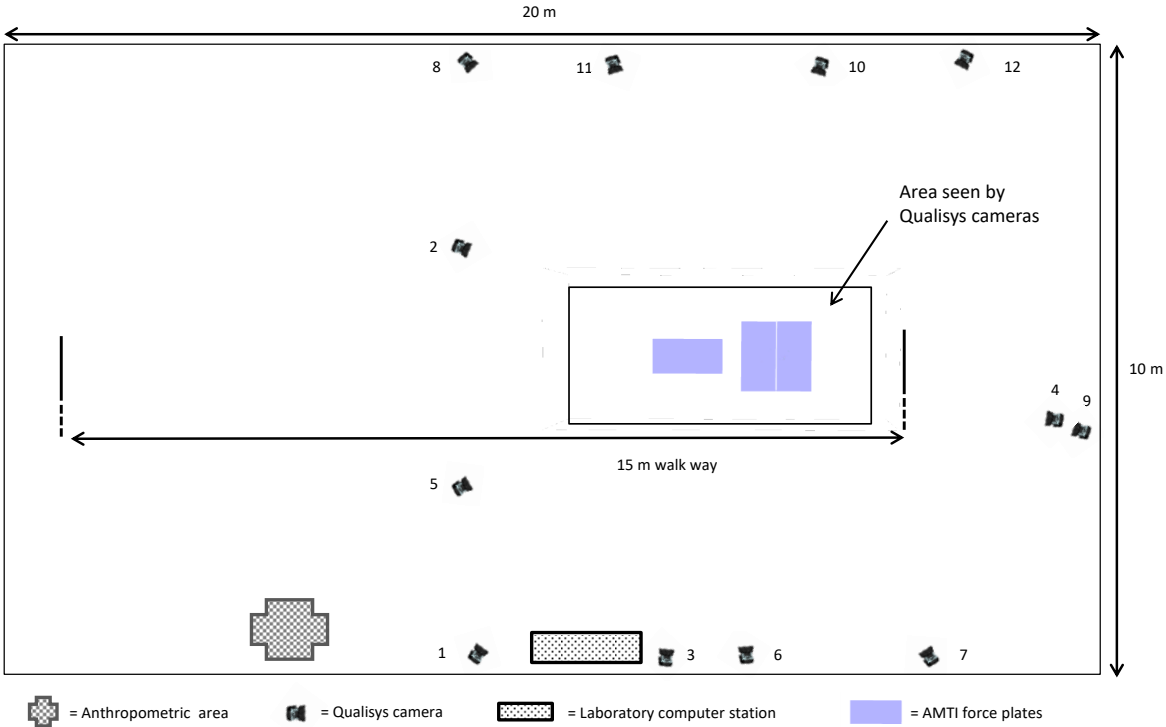 20 m
8
11
10
12
Area seen by
Qualisys cameras
2
10 m
4
9
15 m walk way
5
1
3
6
7
= Anthropometric area
= Qualisys camera
= Laboratory computer station
= AMTI force plates